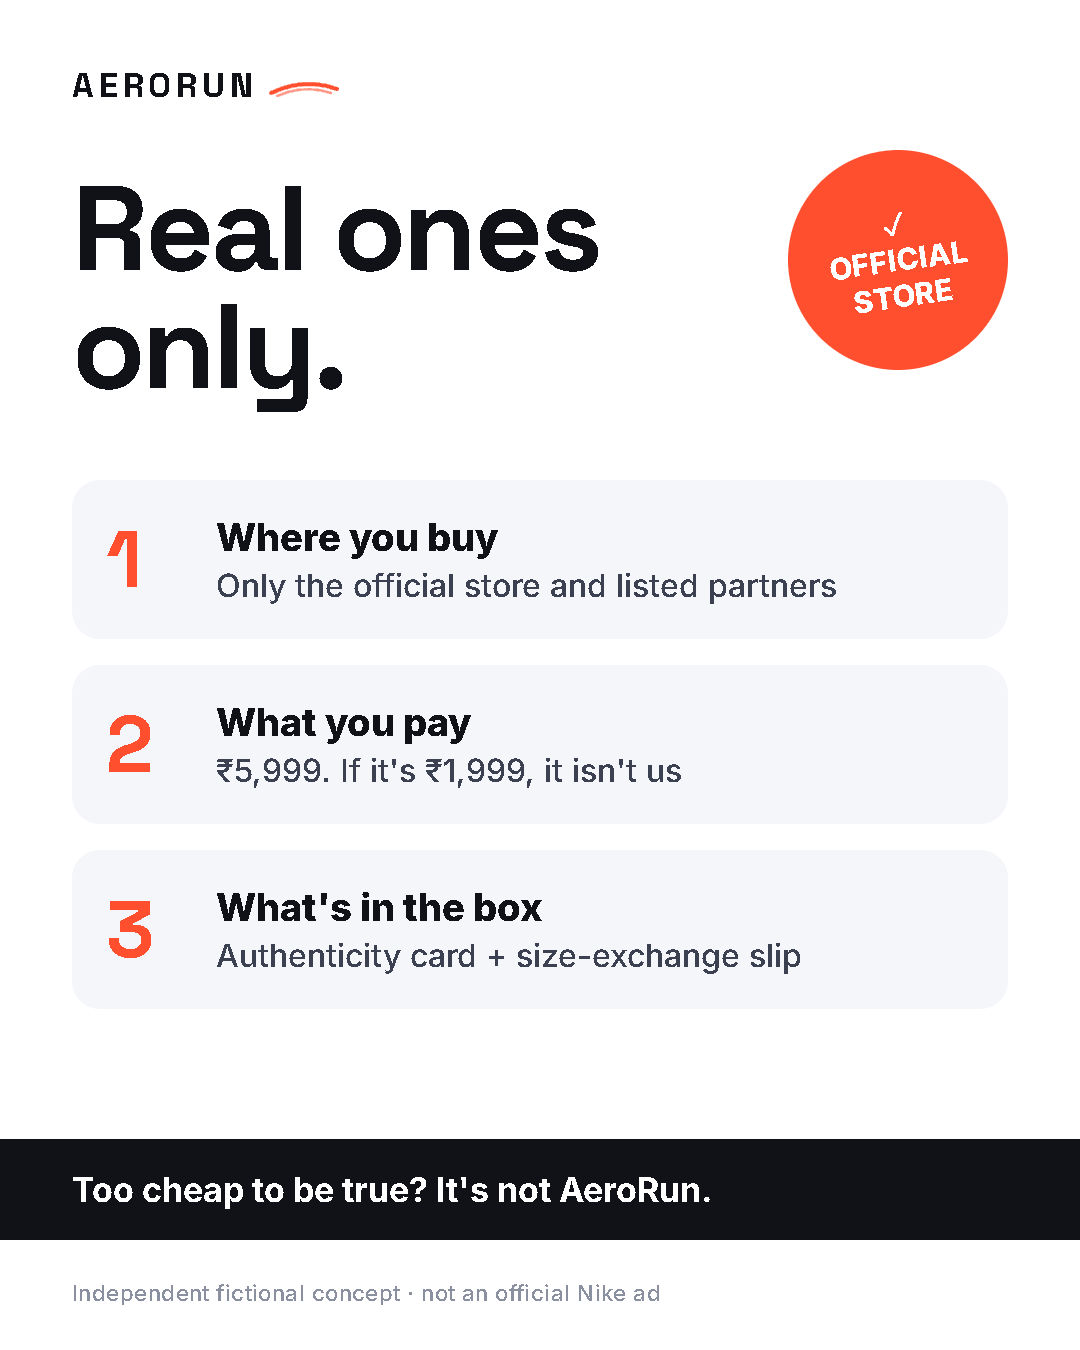 AERORUN
Real ones
only.
✓
OFFICIAL
STORE
1
Where you buy
Only the official store and listed partners
2
What you pay
₹5,999. If it's ₹1,999, it isn't us
3
What's in the box
Authenticity card + size-exchange slip
Too cheap to be true? It's not AeroRun.
Independent fictional concept · not an official Nike ad